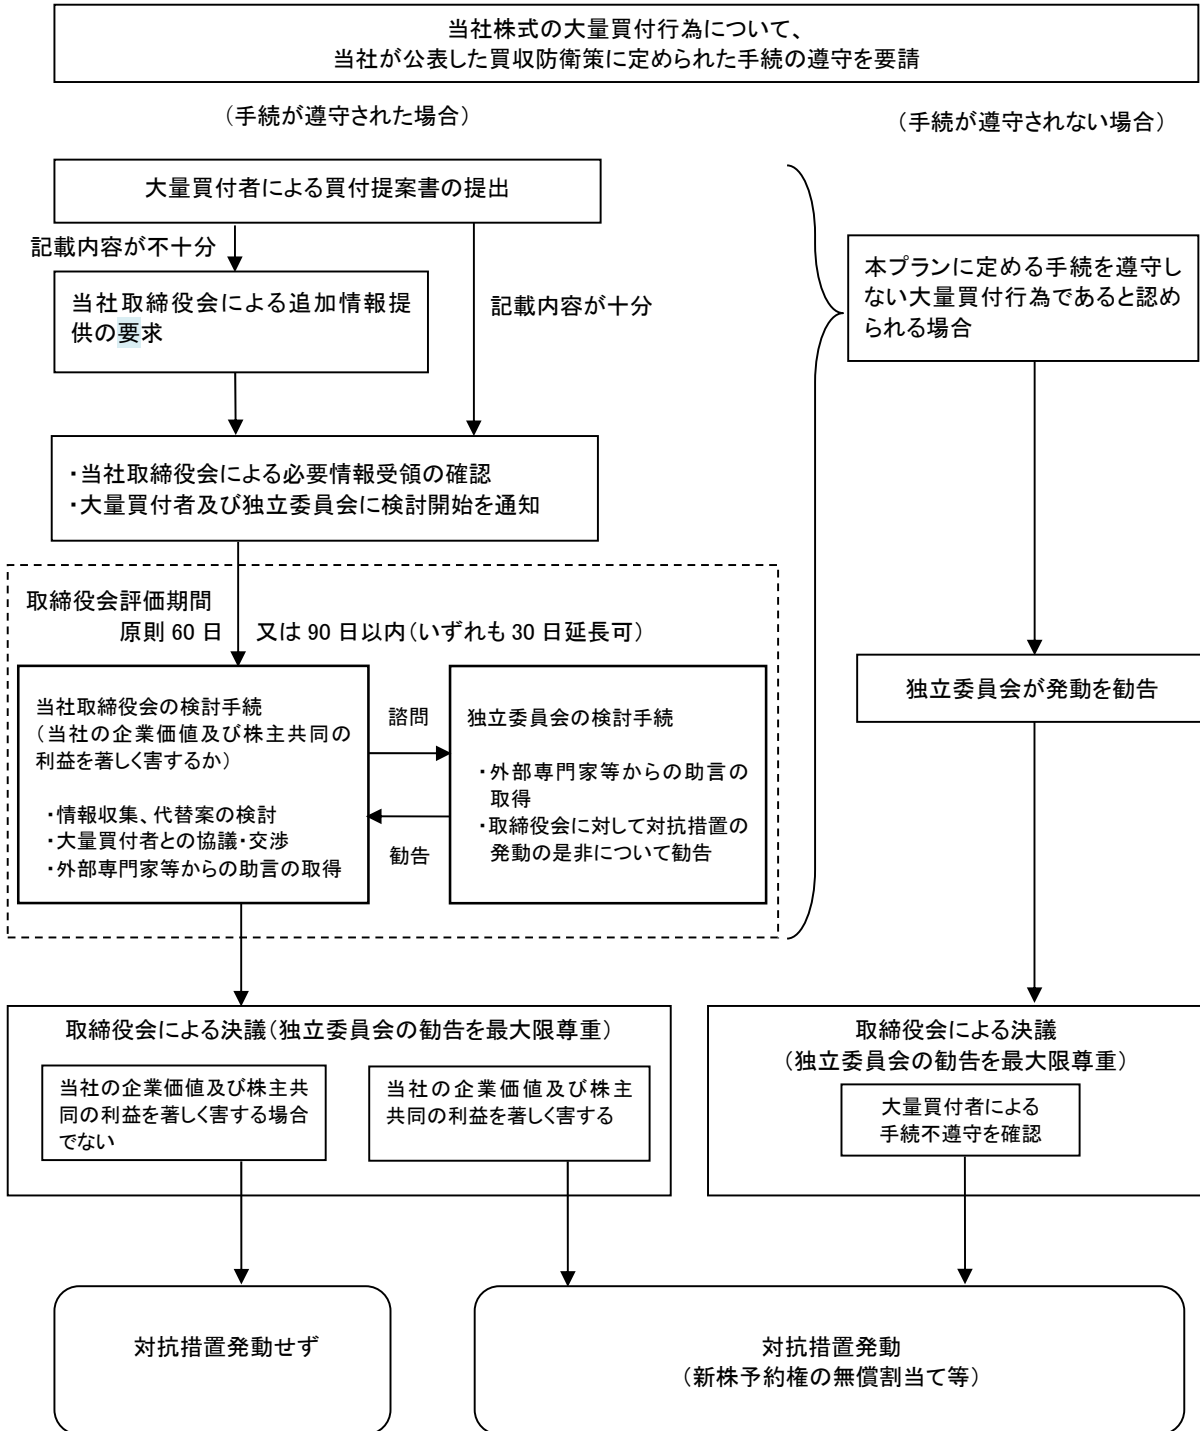 当社株式の大量買付行為について、
当社が公表した買収防衛策に定められた手続の遵守を要請
（手続が遵守された場合）
（手続が遵守されない場合）
大量買付者による買付提案書の提出
記載内容が不十分
記載内容が十分
当社取締役会による追加情報提
供の要求
本プランに定める手続を遵守し
ない大量買付行為であると認め
られる場合
・当社取締役会による必要情報受領の確認
・大量買付者及び独立委員会に検討開始を通知
取締役会評価期間
原則 60 日 又は 90 日以内（いずれも 30 日延長可）
当社取締役会の検討手続
（当社の企業価値及び株主共同の
利益を著しく害するか）
・情報収集、代替案の検討
・大量買付者との協議・交渉
・外部専門家等からの助言の取得
諮問
勧告
独立委員会の検討手続
・外部専門家等からの助言の
取得
・取締役会に対して対抗措置の
発動の是非について勧告
独立委員会が発動を勧告
取締役会による決議（独立委員会の勧告を最大限尊重）
当社の企業価値及び株主共
同の利益を著しく害する場合
でない
当社の企業価値及び株主
共同の利益を著しく害する
取締役会による決議
（独立委員会の勧告を最大限尊重）
大量買付者による
手続不遵守を確認
対抗措置発動せず
対抗措置発動
（新株予約権の無償割当て等）